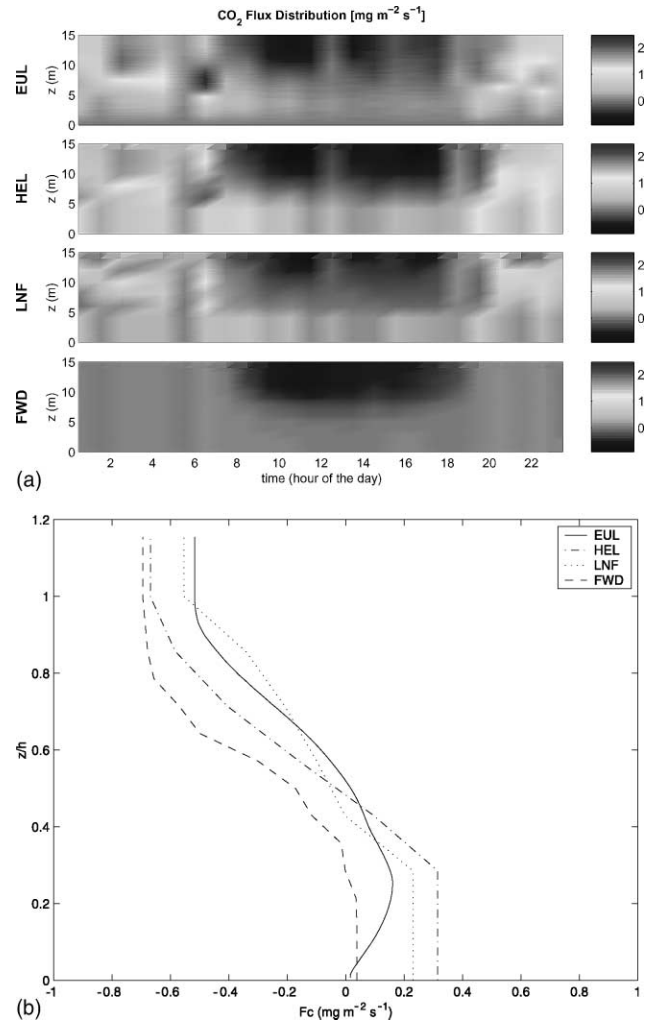 CO2 Flux Distribution [mg m−2 s−1]
EUL
z (m)
15
10
5
0
2
1
0
HEL
z (m)
15
10
5
0
2
1
0
LNF
z (m)
15
10
5
0
2
1
0
FWD
z (m)
15
10
5
0
2
1
0
2 4 6 8 10 12 14 16 18 20 22
time (hour of the day)
(a)
1.2
1
0.8
0.6
0.4
0.2
0
z/h
EUL
HEL
LNF
FWD
-1 -0.8 -0.6 -0.4 -0.2 0 0.2 0.4 0.6 0.8 1
Fc (mg m−2 s−1)
(b)